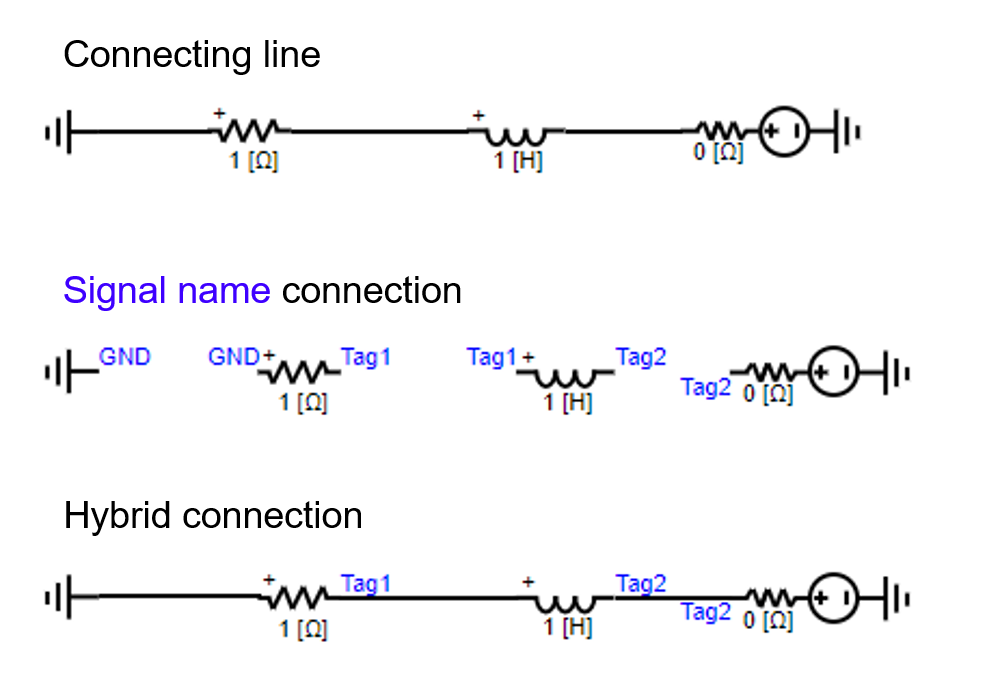 Connecting line
+ + + -
1 [Ω] 1 [H] 0 [Ω]
Signal name connection
GND GND + Tag1 Tag1 + Tag2 Tag2 + -
1 [Ω] 1 [H] 0 [Ω]
Hybrid connection
+ Tag1 + Tag2 Tag2 + -
1 [Ω] 1 [H] 0 [Ω]